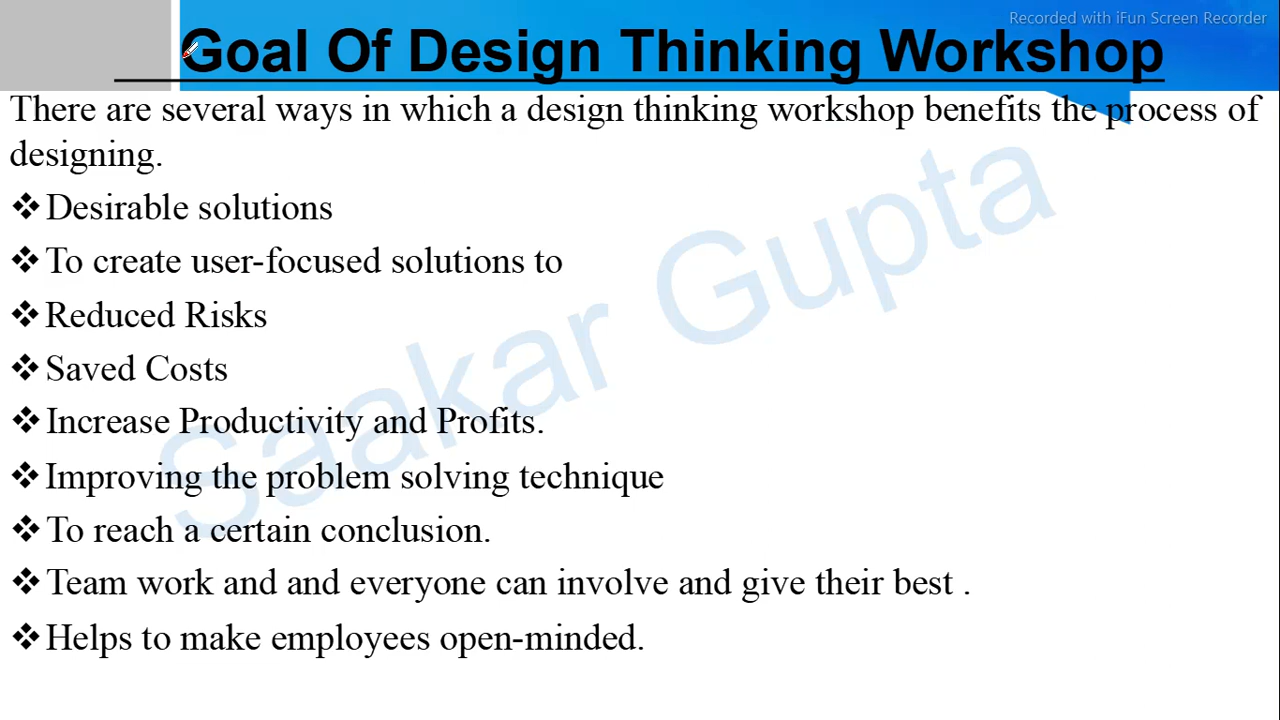 Recorded with iFun Screen Recorder
Goal Of Design Thinking Workshop
There are several ways in which a design thinking workshop benefits the process of
designing.
❖Desirable solutions
❖To create user-focused solutions to
❖Reduced Risks
❖Saved Costs
❖Increase Productivity and Profits.
❖Improving the problem solving technique
❖To reach a certain conclusion.
❖Team work and and everyone can involve and give their best .
❖Helps to make employees open-minded.
Saakar Gupta